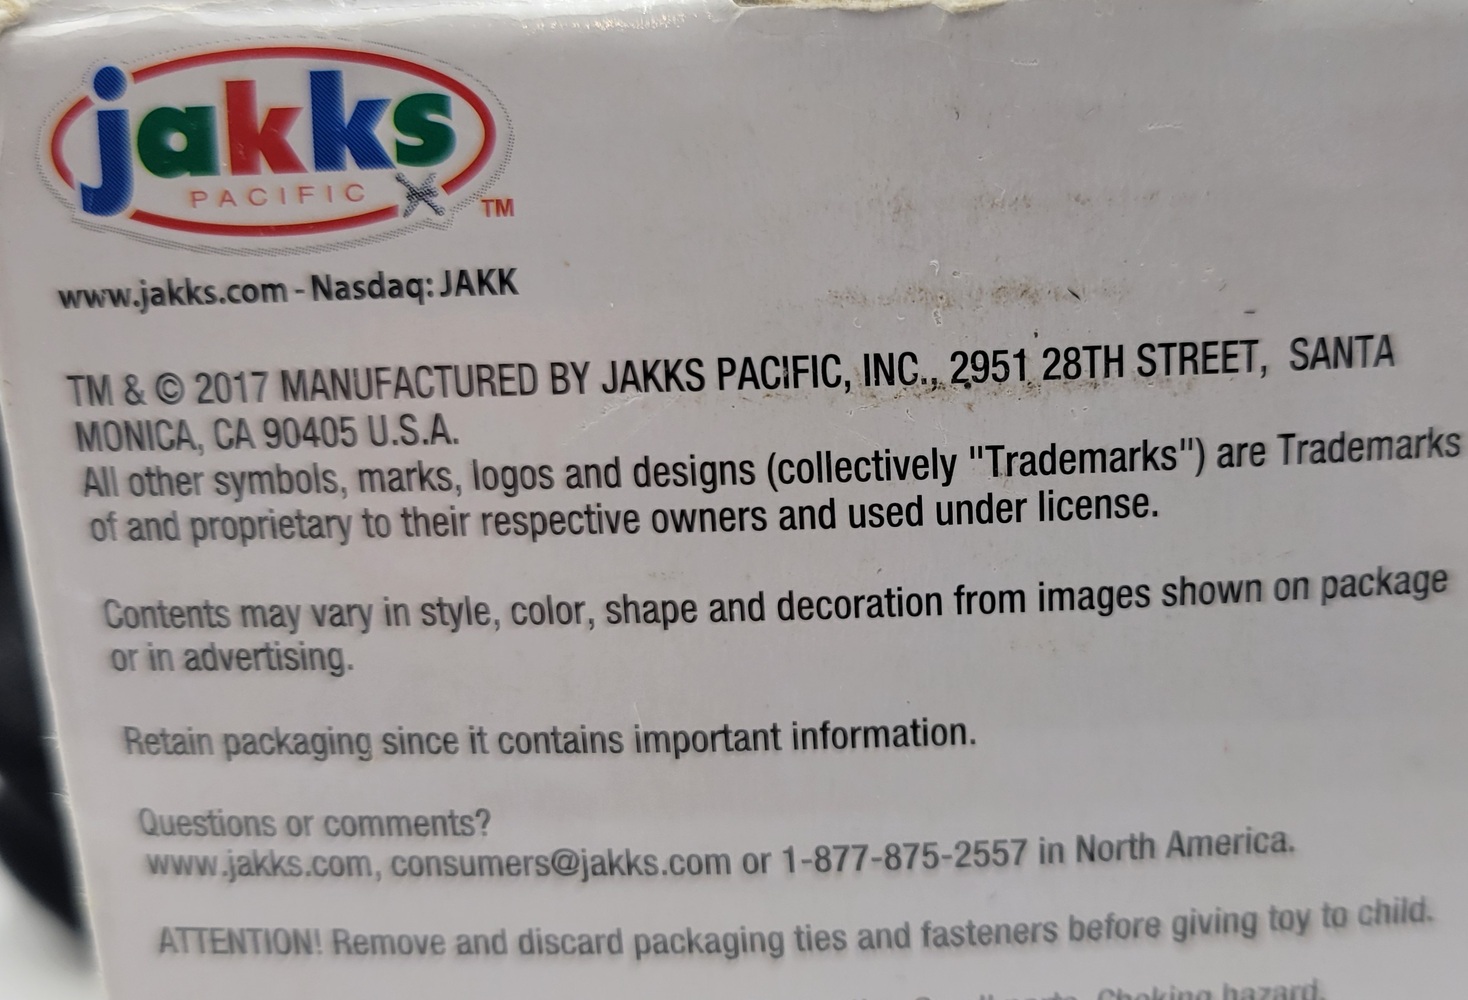 jakks
PACIFIC
TM
www.jakks.com - Nasdaq: JAKK
TM & © 2017 MANUFACTURED BY JAKKS PACIFIC, INC., 2951 28TH STREET, SANTA
MONICA, CA 90405 U.S.A.
All other symbols, marks, logos and designs (collectively "Trademarks") are Trademarks
of and proprietary to their respective owners and used under license.
Contents may vary in style, color, shape and decoration from images shown on package
or in advertising.
Retain packaging since it contains important information.
Questions or comments?
www.jakks.com, consumers@jakks.com or 1-877-875-2557 in North America.
ATTENTION! Remove and discard packaging ties and fasteners before giving toy to child.
parts. Choking hazard.